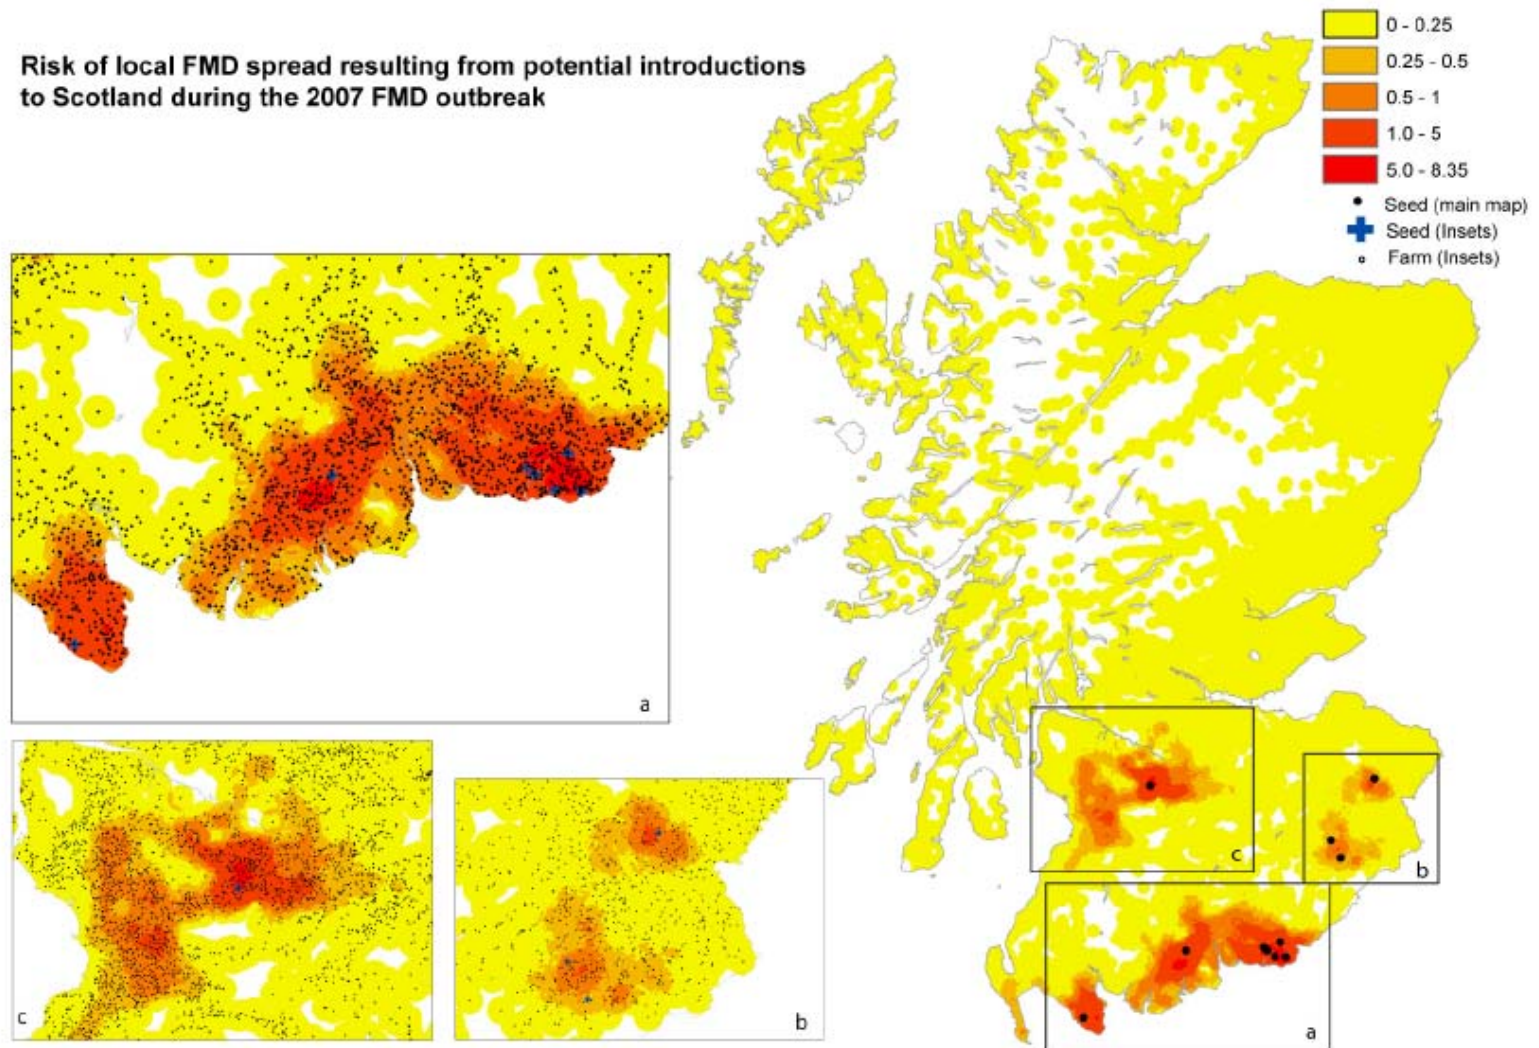 Risk of local FMD spread resulting from potential introductions
to Scotland during the 2007 FMD outbreak
0 - 0.25
0.25 - 0.5
0.5 - 1
1.0 - 5
5.0 - 8.35
Seed (main map)
Seed (Insets)
Farm (Insets)
a
c
b
c
b
a